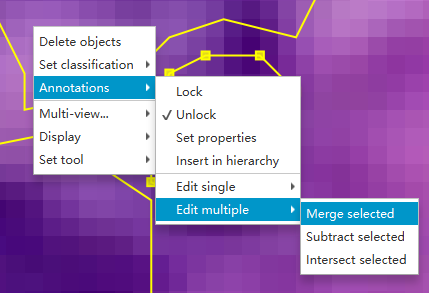 Delete objects
Set classification
Annotations
Multi-view...
Display
Set tool
Lock
✓ Unlock
Set properties
Insert in hierarchy
Edit single
Edit multiple
Merge selected
Subtract selected
Intersect selected